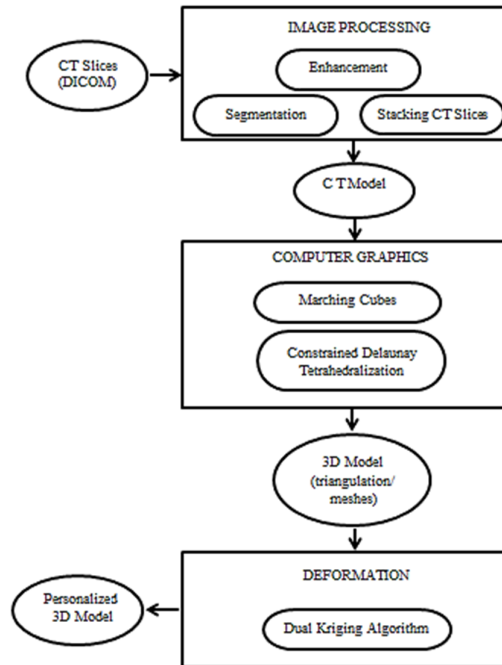 IMAGE PROCESSING
CT Slices
(DICOM)
Enhancement
Segmentation
Stacking CT Slices
C T Model
COMPUTER GRAPHICS
Marching Cubes
Constrained Delaunay
Tetrahedralization
3D Model
(triangulation/
meshes)
DEFORMATION
Personalized
3D Model
Dual Kriging Algorithm